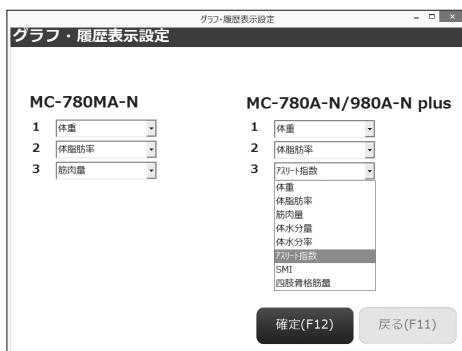 グラフ・履歴表示設定
グラフ・履歴表示設定
MC-780MA-N
1 体重
2 体脂肪率
3 筋肉量
MC-780A-N/980A-N plus
1 体重
2 体脂肪率
3 ｱｽﾘｰﾄ指数
体重
体脂肪率
筋肉量
体水分量
体水分率
ｱｽﾘｰﾄ指数
SMI
四肢骨格筋量
確定(F12)
戻る(F11)